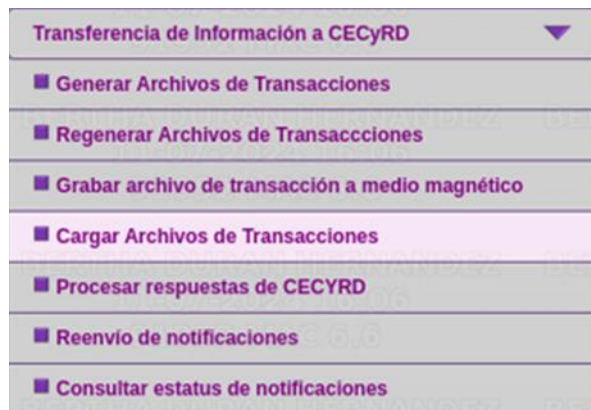 Transferencia de Información a CECyRD
Generar Archivos de Transacciones
Regenerar Archivos de Transaccciones
Grabar archivo de transacción a medio magnético
Cargar Archivos de Transacciones
Procesar respuestas de CECYRD
Reenvío de notificaciones
Consultar estatus de notificaciones